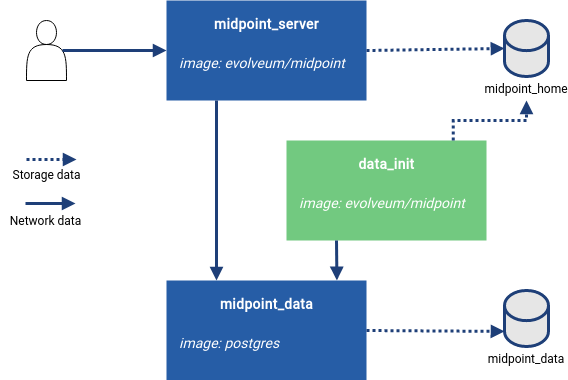 midpoint_server
image: evolveum/midpoint
midpoint_home
data_init
image: evolveum/midpoint
Storage data
Network data
midpoint_data
image: postgres
midpoint_data